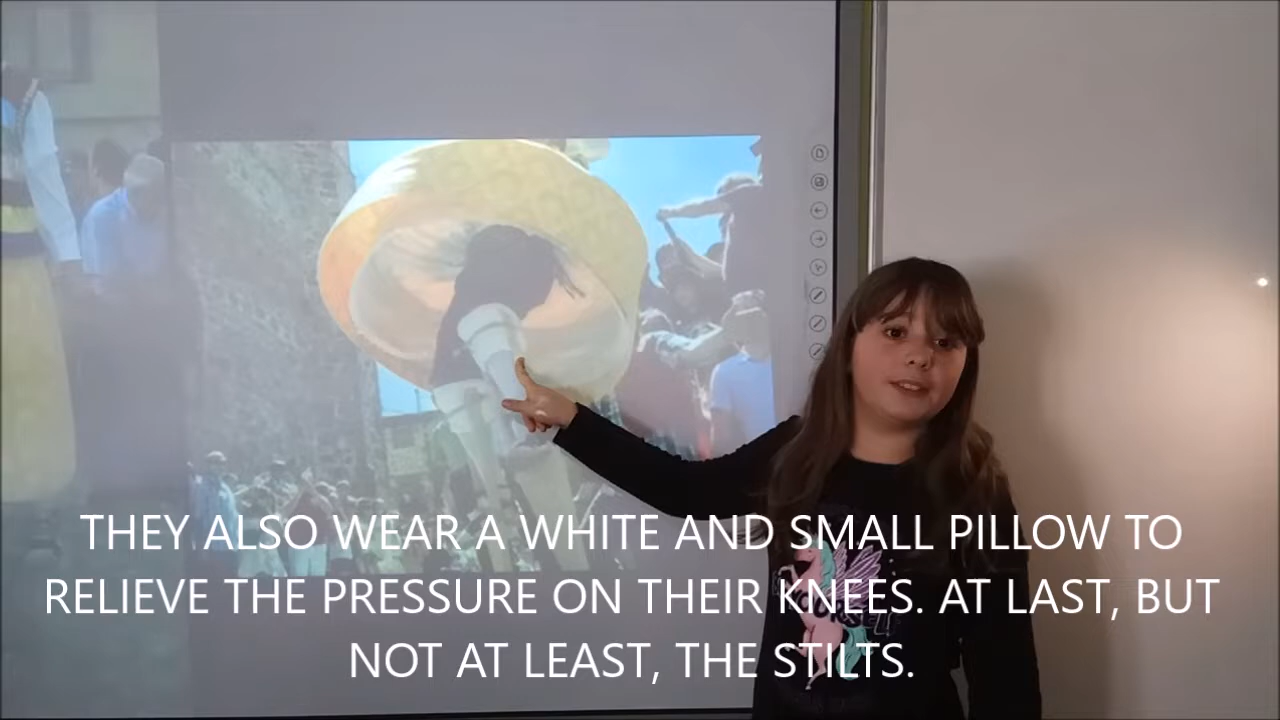 THEY ALSO WEAR A WHITE AND SMALL PILLOW TO
RELIEVE THE PRESSURE ON THEIR KNEES. AT LAST, BUT
NOT AT LEAST, THE STILTS.